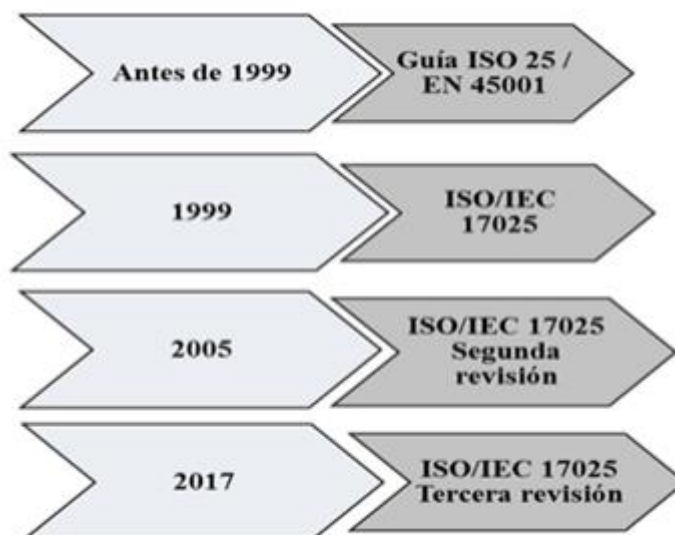 Antes de 1999
Guía ISO 25 /
EN 45001
1999
ISO/IEC
17025
2005
ISO/IEC 17025
Segunda
revisión
2017
ISO/IEC 17025
Tercera revisión